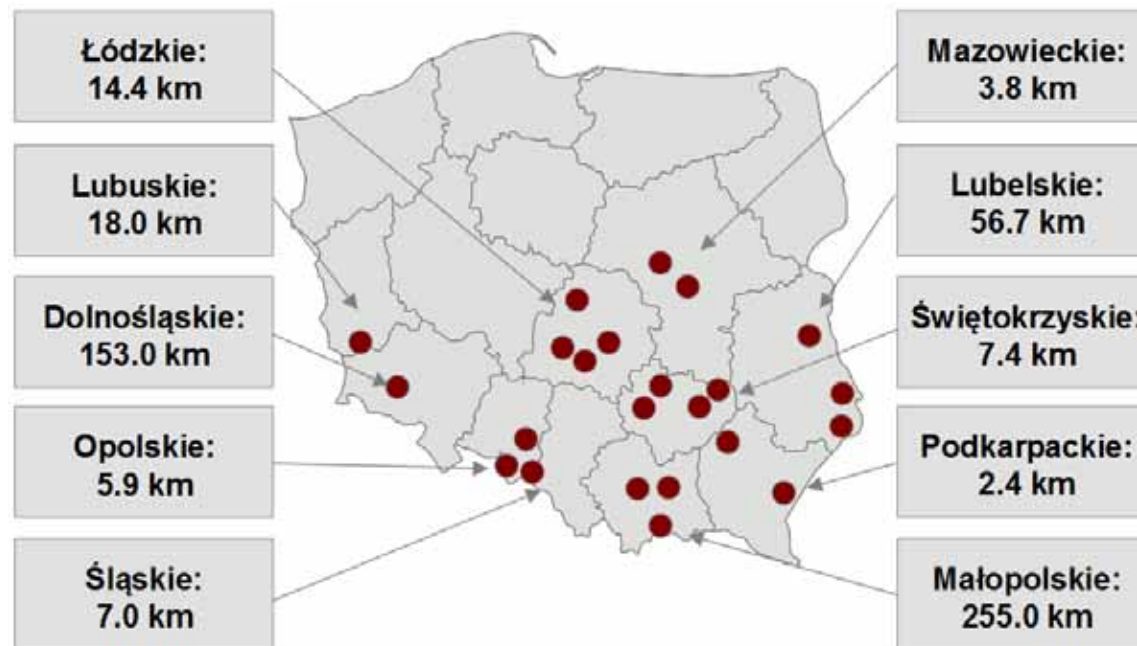 Łódzkie:
14.4 km
Lubuskie:
18.0 km
Dolnośląskie:
153.0 km
Opolskie:
5.9 km
Śląskie:
7.0 km
Mazowieckie:
3.8 km
Lubelskie:
56.7 km
Świętokrzyskie:
7.4 km
Podkarpackie:
2.4 km
Małopolskie:
255.0 km